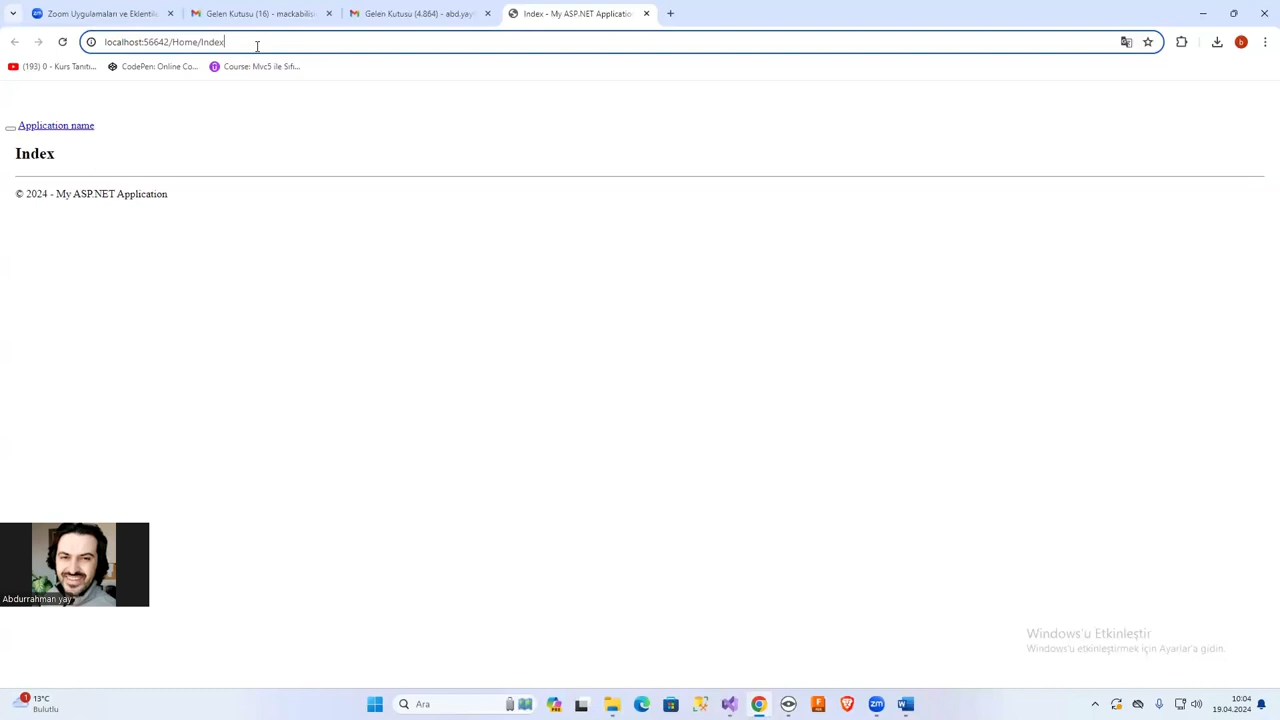 Zoom Uygulamaları ve Eklentile
Gelen Kutusu (16) - mackabilisi
Gelen Kutusu (4.864) - abd.yay
Index - My ASP.NET Applicatio
localhost:56642/Home/Index
b
(193) 0 - Kurs Tanıtı...
CodePen: Online Co...
Course: Mvc5 ile Sıfı...
Application name
Index
© 2024 - My ASP.NET Application
Abdurrahman yay
Windows'u Etkinleştir
Windows'u etkinleştirmek için Ayarlar'a gidin.
1
13°C
Bulutlu
Ara
10:04
19.04.2024